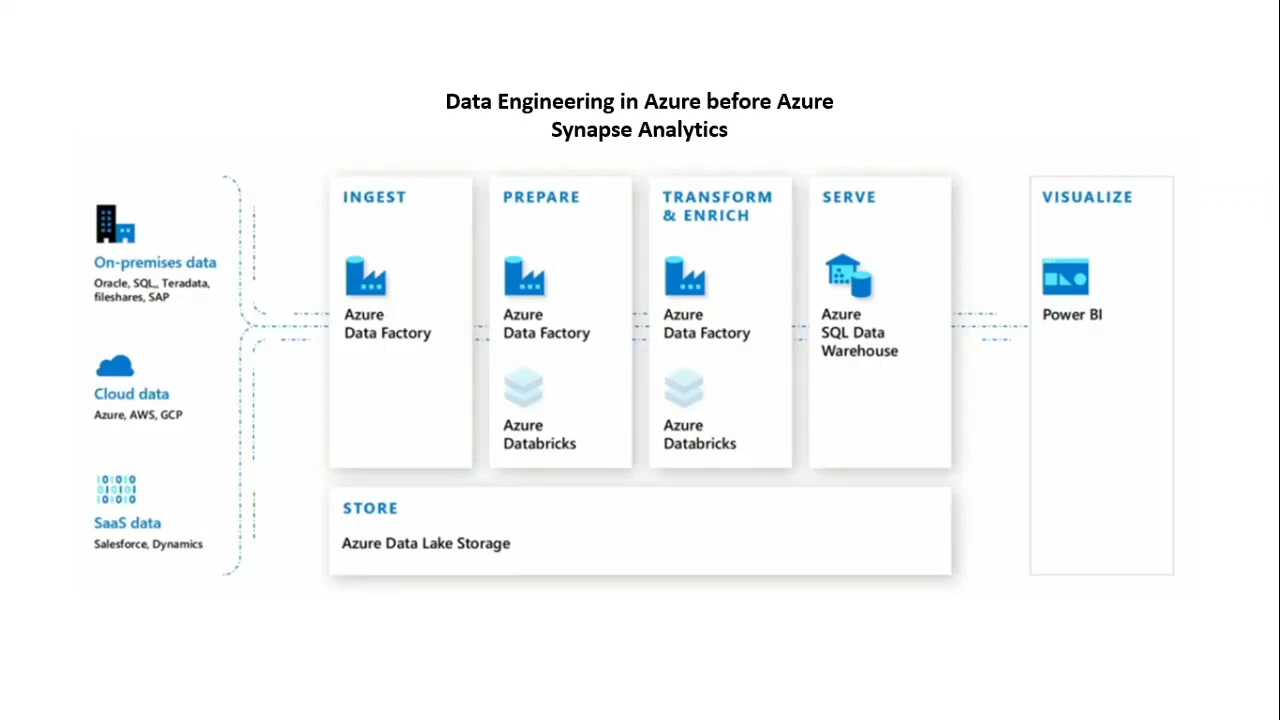 Data Engineering in Azure before Azure
Synapse Analytics
On-premises data
Oracle, SQL,, Teradata,
fileshares, SAP
Cloud data
Azure, AWS, GCP
01010
01010
SaaS data
Salesforce, Dynamics
INGEST
Azure
Data Factory
PREPARE
Azure
Data Factory
Azure
Databricks
TRANSFORM
& ENRICH
Azure
Data Factory
Azure
Databricks
SERVE
Azure
SQL Data
Warehouse
STORE
Azure Data Lake Storage
VISUALIZE
Power BI